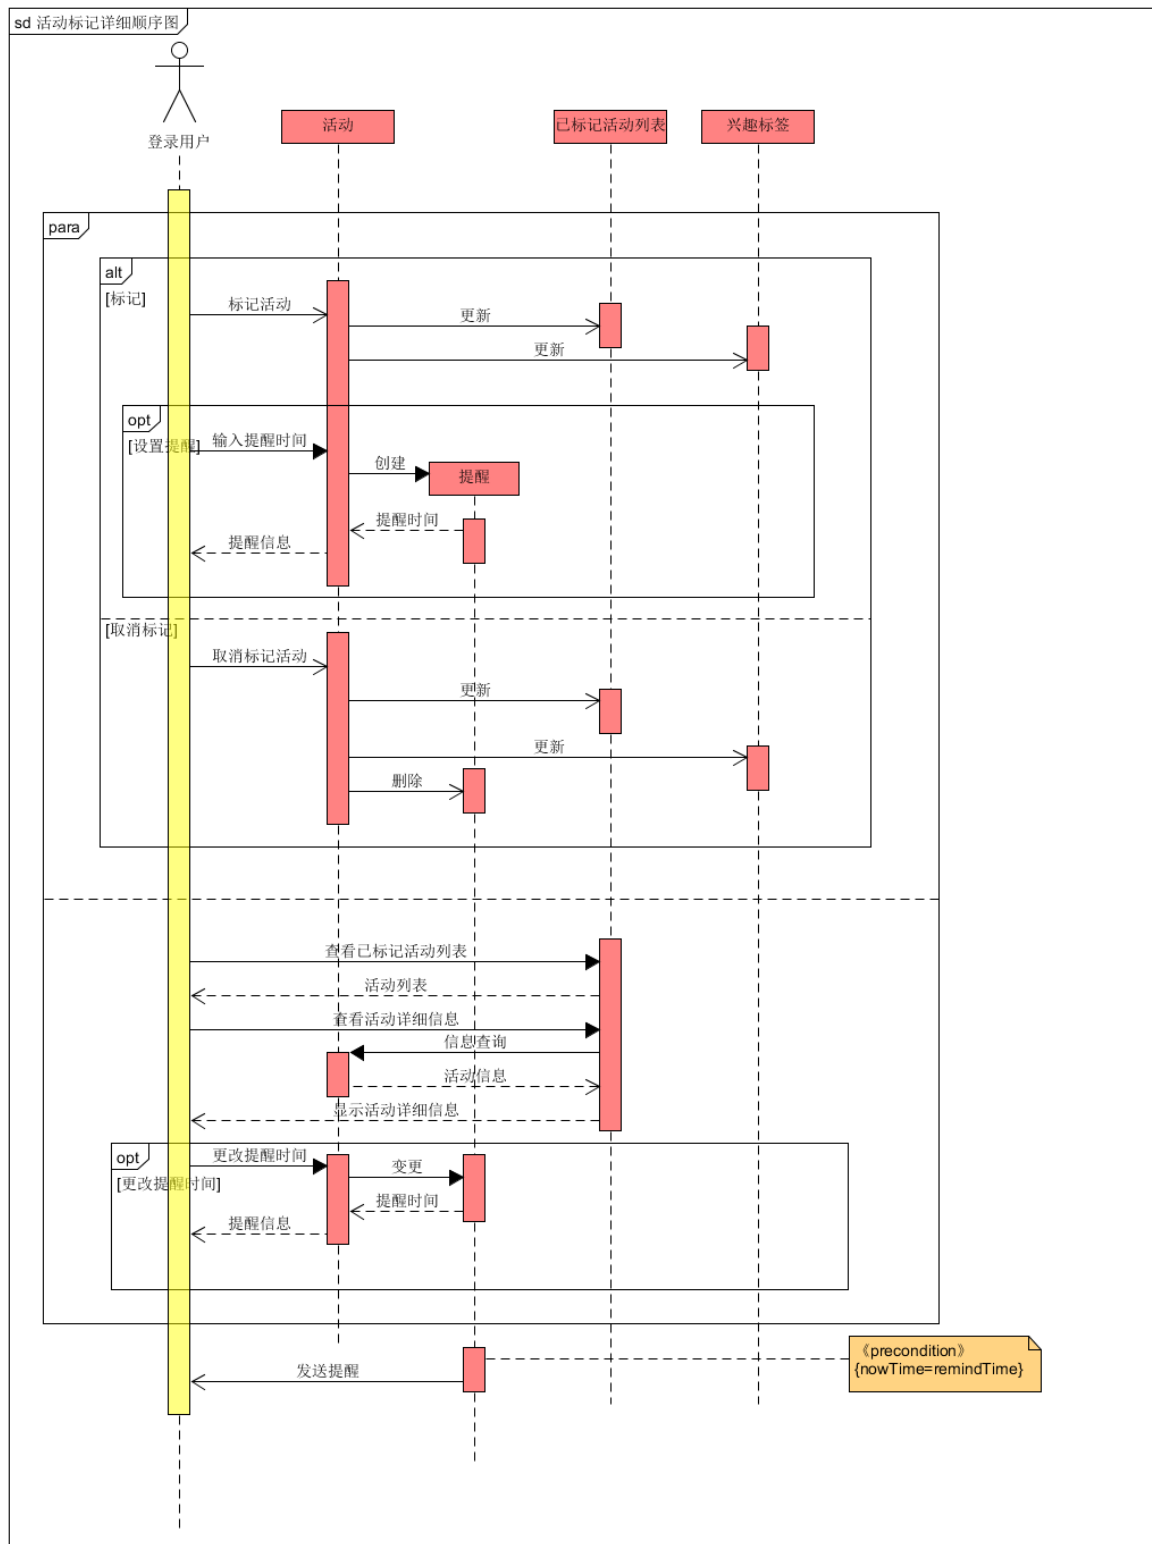 sd 活动标记详细顺序图
登录用户
活动
已标记活动列表
兴趣标签
para
alt
[标记]
标记活动
更新
更新
opt
[设置提醒]
输入提醒时间
创建
提醒
提醒时间
提醒信息
[取消标记]
取消标记活动
更新
更新
删除
查看已标记活动列表
活动列表
查看活动详细信息
信息查询
活动信息
显示活动详细信息
opt
[更改提醒时间]
更改提醒时间
变更
提醒时间
提醒信息
发送提醒
《precondition》
{nowTime=remindTime}